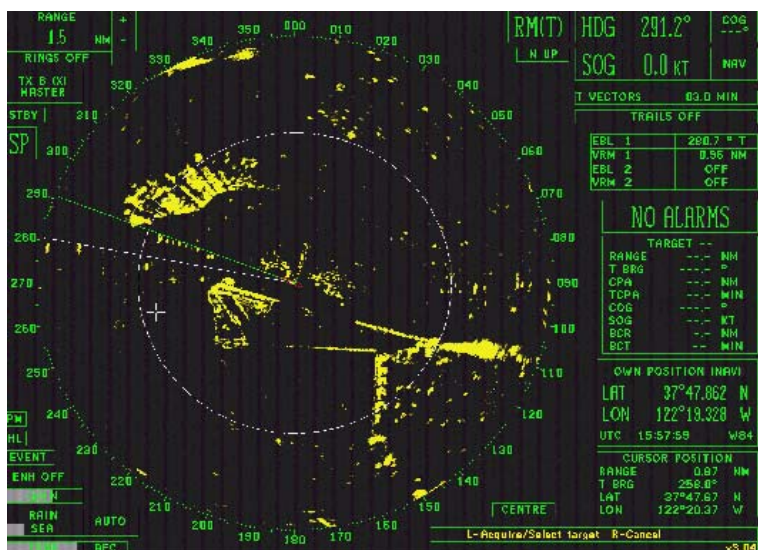 RANGE
1.5 NM
+
-
RINGS OFF
TX B (X)
MASTER
STBY
SP
RM(T)
N UP
HDG 291.2°
SOG 0.0 KT
COG
---°
NAV
T VECTORS 03.0 MIN
TRAILS OFF
EBL 1 280.7 ° T
VRM 1 0.95 NM
EBL 2 OFF
VRM 2 OFF
NO ALARMS
TARGET --
RANGE --.- NM
T BRG ---.- °
CPA --.- NM
TCPA ---.- MIN
COG ---.- °
SOG --.- KT
BCR --.- NM
BCT ---.- MIN
OWN POSITION (NAV)
LAT 37°47.862 N
LON 122°19.328 W
UTC 15:57:59 W84
CURSOR POSITION
RANGE 0.87 NM
T BRG 258.0°
LAT 37°47.67 N
LON 122°20.37 W
000
010
020
030
040
050
060
070
080
090
100
110
120
130
140
150
160
170
180
190
200
210
220
230
240
250
260
270
280
290
300
310
320
330
340
350
PM
HL
EVENT
ENH OFF
RAIN
SEA
AUTO
CENTRE
L-Acquire/Select target R-Cancel